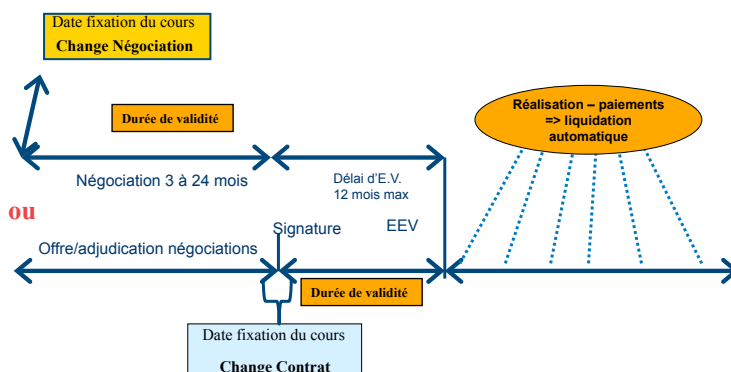 Date fixation du cours
Change Négociation
Durée de validité
Réalisation – paiements
=> liquidation
automatique
Négociation 3 à 24 mois
Délai d'E.V.
12 mois max
ou
Signature
EEV
Offre/adjudication négociations
Durée de validité
Date fixation du cours
Change Contrat